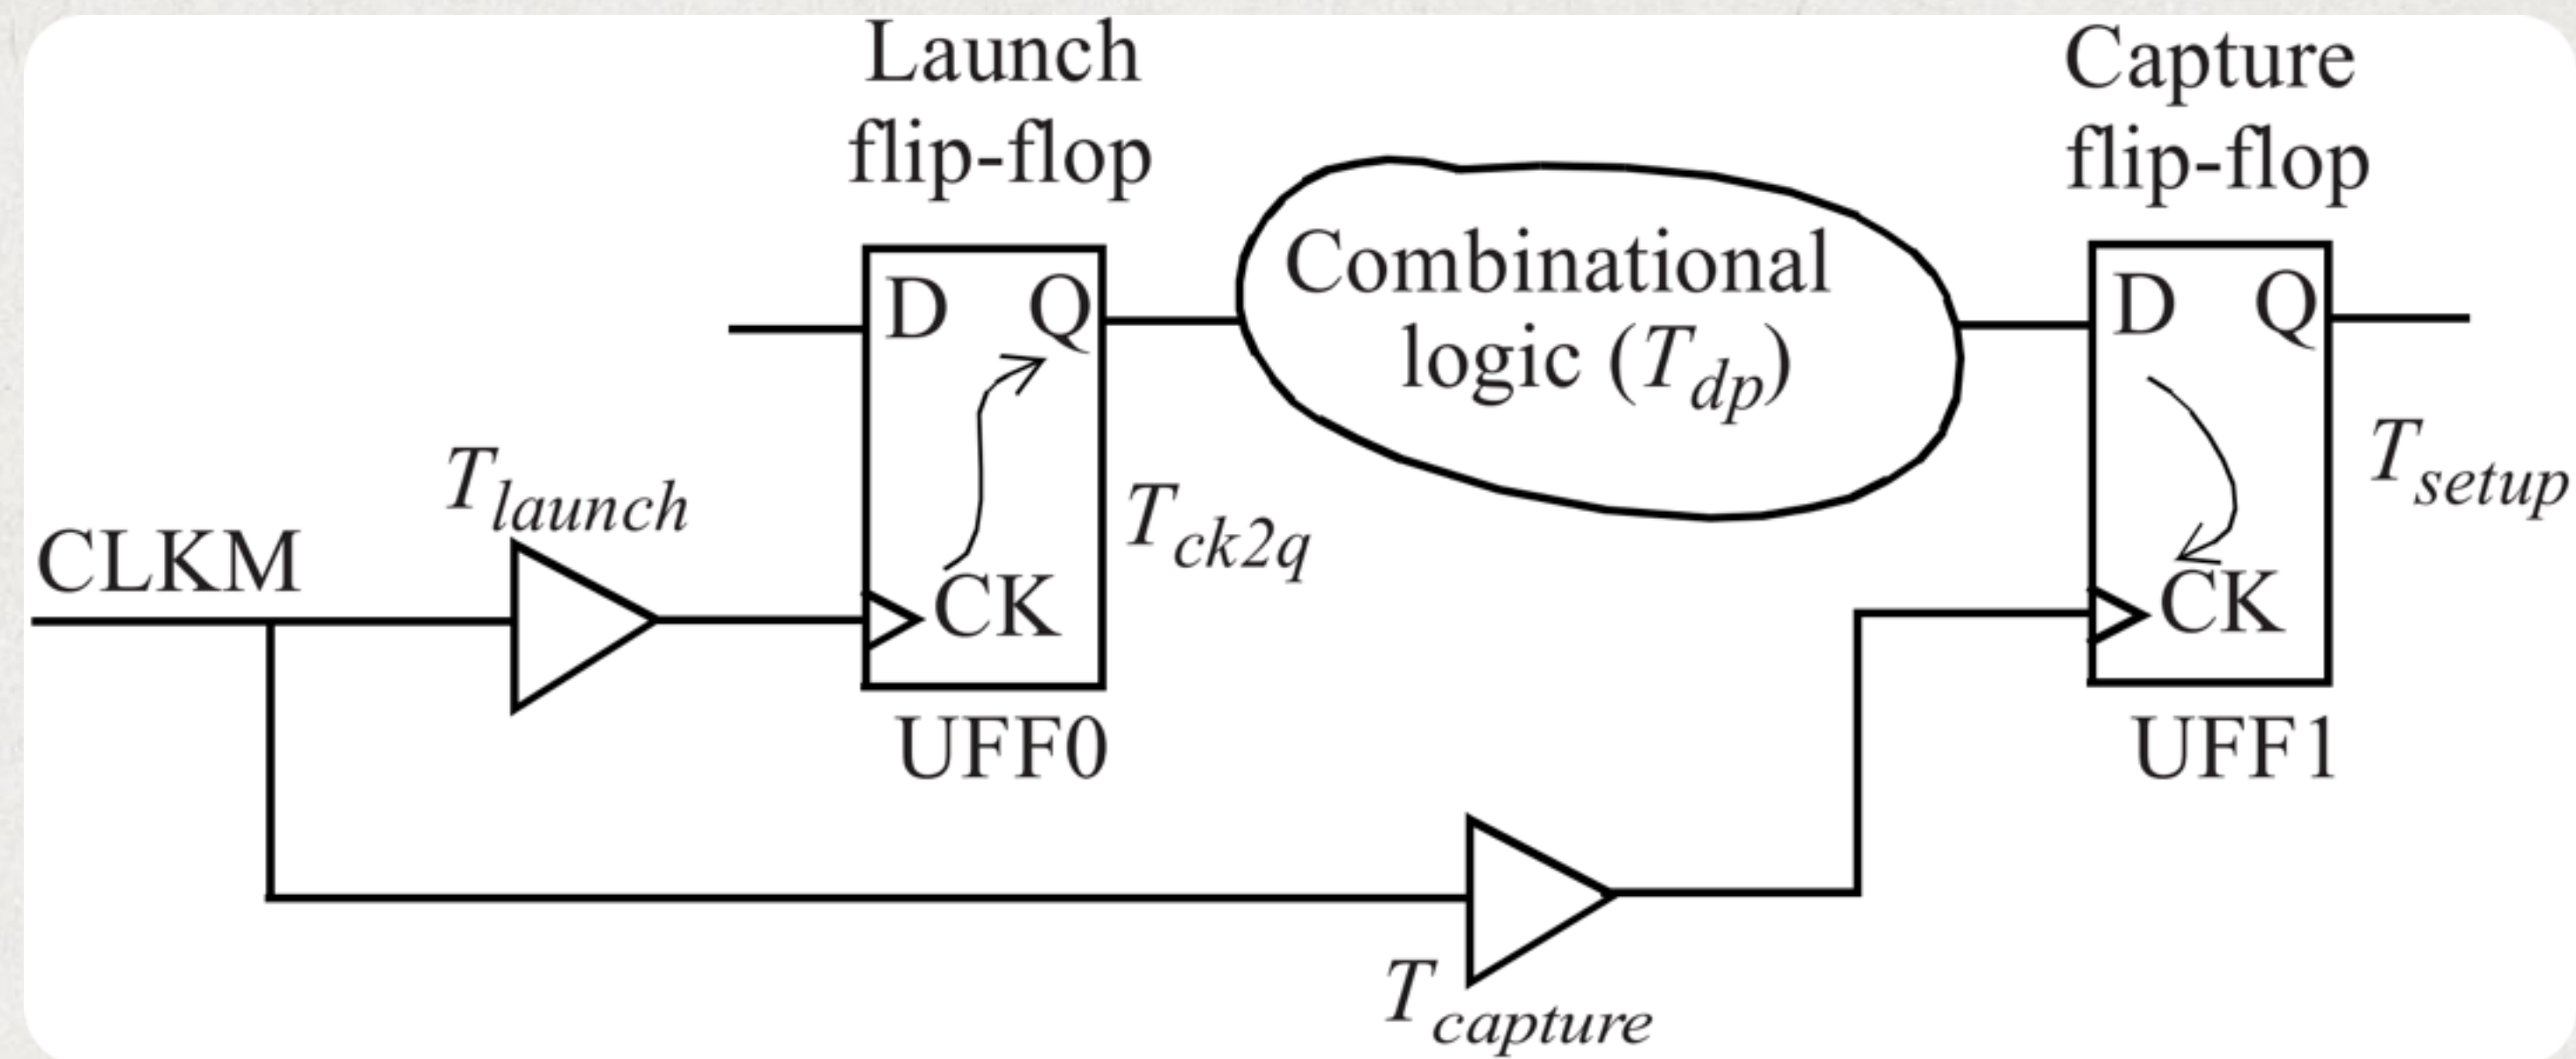 Launch
flip-flop
Capture
flip-flop
D Q
Combinational
logic (T_dp)
D Q
T_launch
T_ck2q
T_setup
CLKM
CK
CK
UFF0
UFF1
T_capture